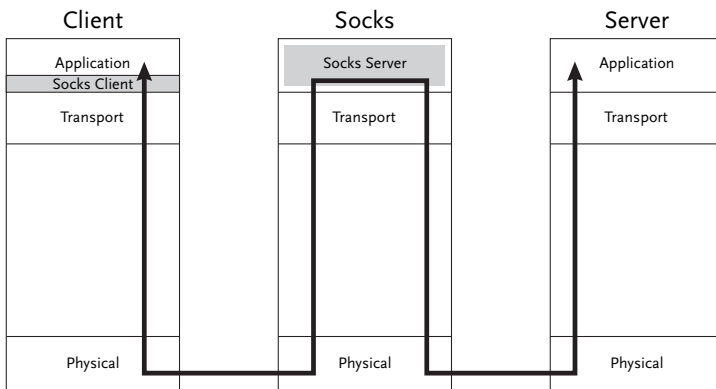 Client
Socks
Server
Application
Socks Client
Transport
Physical
Socks Server
Transport
Physical
Application
Transport
Physical